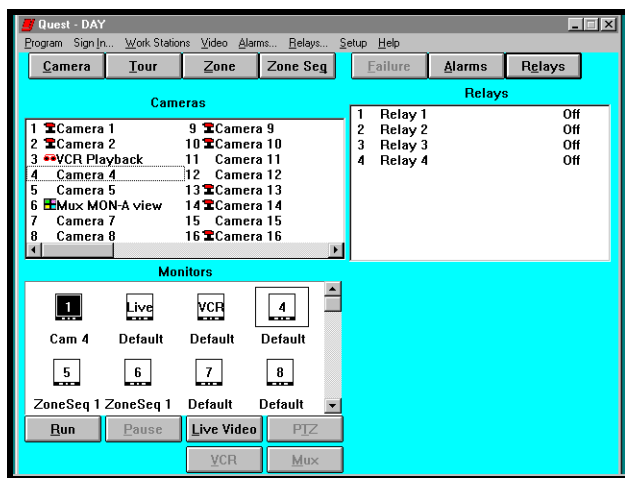 Quest - DAY
Program Sign In... Work Stations Video Alarms... Relays... Setup Help
Camera Tour Zone Zone Seq Failure Alarms Relays
Cameras
1 Camera 1 9 Camera 9
2 Camera 2 10 Camera 10
3 VCR Playback 11 Camera 11
4 Camera 4 12 Camera 12
5 Camera 5 13 Camera 13
6 Mux MON-A view 14 Camera 14
7 Camera 7 15 Camera 15
8 Camera 8 16 Camera 16
Relays
1 Relay 1 Off
2 Relay 2 Off
3 Relay 3 Off
4 Relay 4 Off
Monitors
1 Live VCR 4
Cam 4 Default Default Default
5 6 7 8
ZoneSeq 1 ZoneSeq 1 Default Default
Run Pause Live Video PTZ
VCR Mux